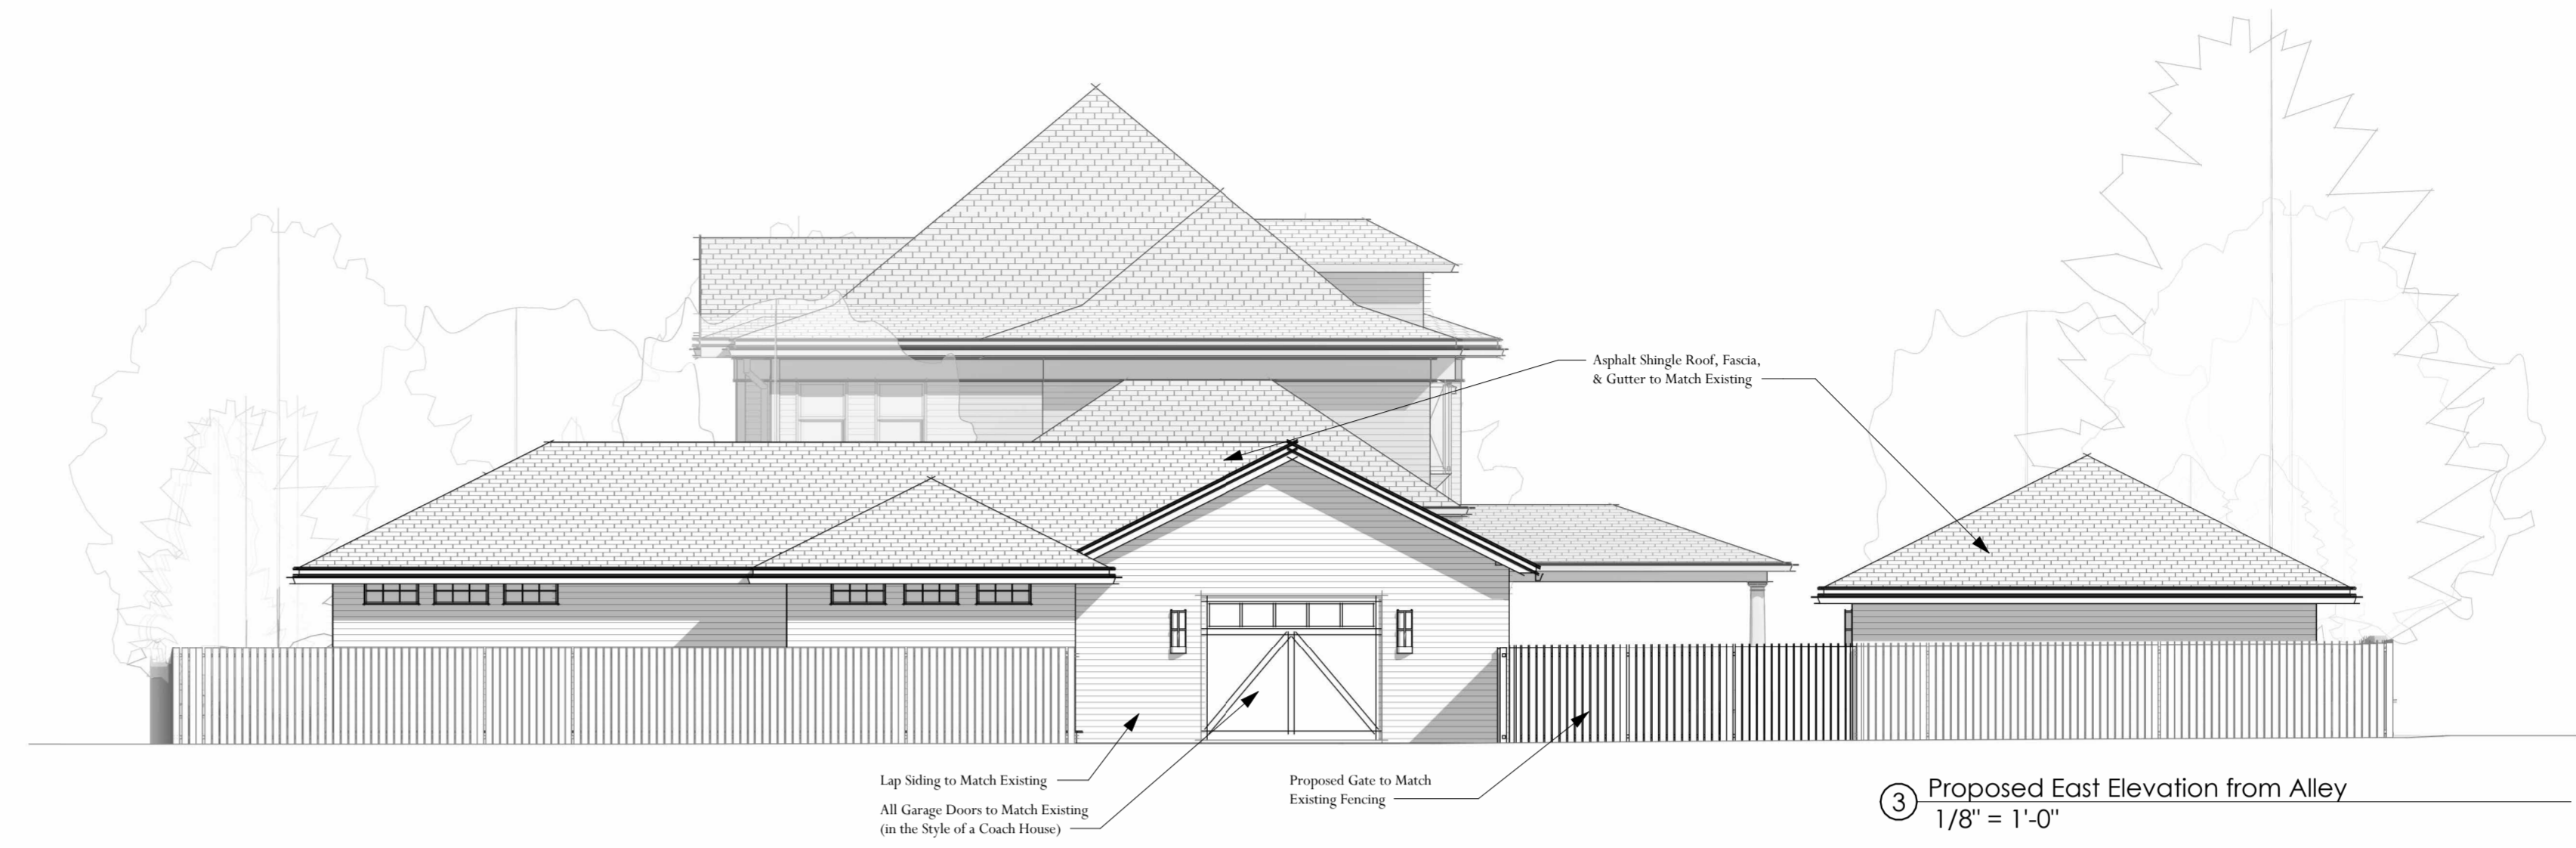 Asphalt Shingle Roof, Fascia,
& Gutter to Match Existing
Lap Siding to Match Existing
All Garage Doors to Match Existing
(in the Style of a Coach House)
Proposed Gate to Match
Existing Fencing
3 Proposed East Elevation from Alley
1/8" = 1'-0"